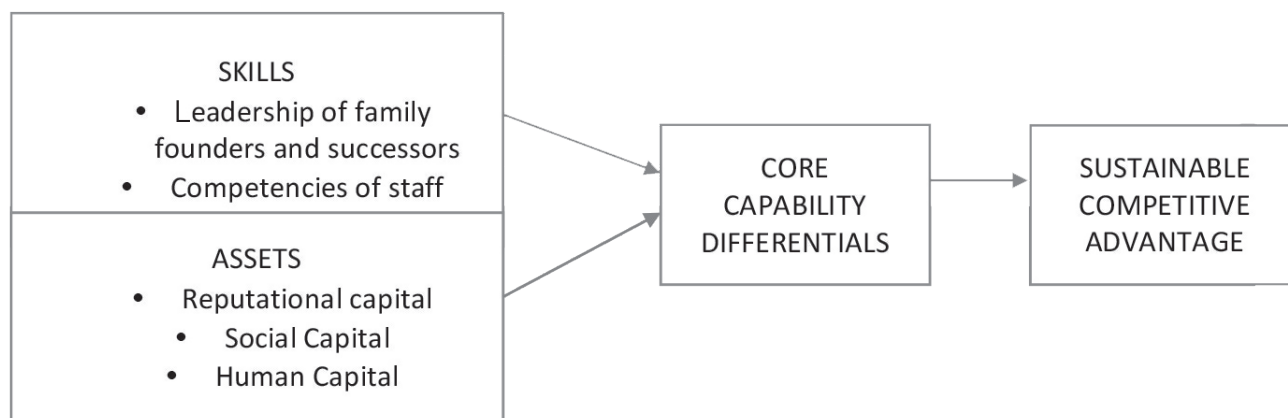 SKILLS
• Leadership of family
founders and successors
• Competencies of staff
ASSETS
• Reputational capital
• Social Capital
• Human Capital
CORE
CAPABILITY
DIFFERENTIALS
SUSTAINABLE
COMPETITIVE
ADVANTAGE